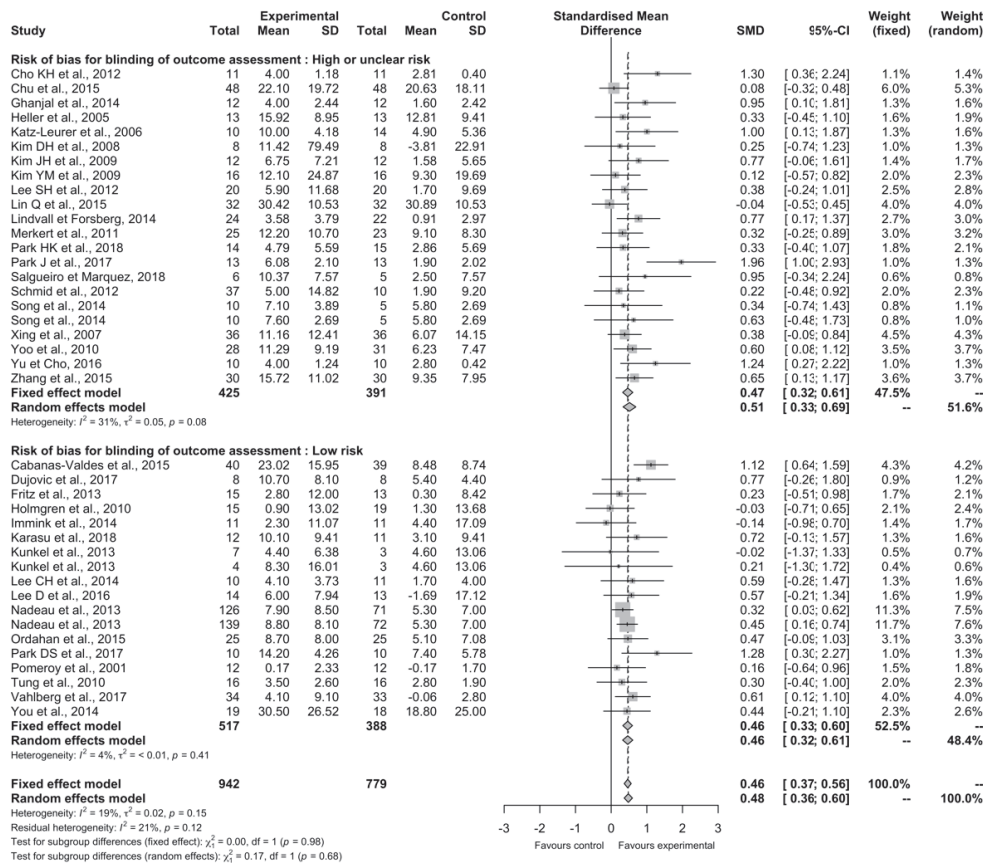 Experimental Control Standardised Mean Weight Weight
Study Total Mean SD Total Mean SD Difference SMD 95%-CI (fixed) (random)
Risk of bias for blinding of outcome assessment : High or unclear risk
Cho KH et al., 2012 11 4.00 1.18 11 2.81 0.40 1.30 [ 0.36; 2.24] 1.1% 1.4%
Chu et al., 2015 48 22.10 19.72 48 20.63 18.11 0.08 [-0.32; 0.48] 6.0% 5.3%
Ghanjal et al., 2014 12 4.00 2.44 12 1.60 2.42 0.95 [ 0.10; 1.81] 1.3% 1.6%
Heller et al., 2005 13 15.92 8.95 13 12.81 9.41 0.33 [-0.45; 1.10] 1.6% 1.9%
Katz-Leurer et al., 2006 10 10.00 4.18 14 4.90 5.36 1.00 [ 0.13; 1.87] 1.3% 1.6%
Kim DH et al., 2008 8 11.42 79.49 8 -3.81 22.91 0.25 [-0.74; 1.23] 1.0% 1.3%
Kim JH et al., 2009 12 6.75 7.21 12 1.58 5.65 0.77 [-0.06; 1.61] 1.4% 1.7%
Kim YM et al., 2009 16 12.10 24.87 16 9.30 19.69 0.12 [-0.57; 0.82] 2.0% 2.3%
Lee SH et al., 2012 20 5.90 11.68 20 1.70 9.69 0.38 [-0.24; 1.01] 2.5% 2.8%
Lin Q et al., 2015 32 30.42 10.53 32 30.89 10.53 -0.04 [-0.53; 0.45] 4.0% 4.0%
Lindvall et Forsberg, 2014 24 3.58 3.79 22 0.91 2.97 0.77 [ 0.17; 1.37] 2.7% 3.0%
Merkert et al., 2011 25 12.20 10.70 23 9.10 8.30 0.32 [-0.25; 0.89] 3.0% 3.2%
Park HK et al., 2018 14 4.79 5.59 15 2.86 5.69 0.33 [-0.40; 1.07] 1.8% 2.1%
Park J et al., 2017 13 6.08 2.10 13 1.90 2.02 1.96 [ 1.00; 2.93] 1.0% 1.3%
Salgueiro et Marquez, 2018 6 10.37 7.57 5 2.50 7.57 0.95 [-0.34; 2.24] 0.6% 0.8%
Schmid et al., 2012 37 5.00 14.82 10 1.90 9.20 0.22 [-0.48; 0.92] 2.0% 2.3%
Song et al., 2014 10 7.10 3.89 5 5.80 2.69 0.34 [-0.74; 1.43] 0.8% 1.1%
Song et al., 2014 10 7.60 2.69 5 5.80 2.69 0.63 [-0.48; 1.73] 0.8% 1.0%
Xing et al., 2007 36 11.16 12.41 36 6.07 14.15 0.38 [-0.09; 0.84] 4.5% 4.3%
Yoo et al., 2010 28 11.29 9.19 31 6.23 7.47 0.60 [ 0.08; 1.12] 3.5% 3.7%
Yu et Cho, 2016 10 4.00 1.24 10 2.80 0.42 1.24 [ 0.27; 2.22] 1.0% 1.3%
Zhang et al., 2015 30 15.72 11.02 30 9.35 7.95 0.65 [ 0.13; 1.17] 3.6% 3.7%
Fixed effect model 425 391 0.47 [ 0.32; 0.61] 47.5% --
Random effects model 0.51 [ 0.33; 0.69] -- 51.6%
Heterogeneity: I² = 31%, τ² = 0.05, p = 0.08
Risk of bias for blinding of outcome assessment : Low risk
Cabanas-Valdes et al., 2015 40 23.02 15.95 39 8.48 8.74 1.12 [ 0.64; 1.59] 4.3% 4.2%
Dujovic et al., 2017 8 10.70 8.10 8 5.40 4.40 0.77 [-0.26; 1.80] 0.9% 1.2%
Fritz et al., 2013 15 2.80 12.00 13 0.30 8.42 0.23 [-0.51; 0.98] 1.7% 2.1%
Holmgren et al., 2010 15 0.90 13.02 19 1.30 13.68 -0.03 [-0.71; 0.65] 2.1% 2.4%
Immink et al., 2014 11 2.30 11.07 11 4.40 17.09 -0.14 [-0.98; 0.70] 1.4% 1.7%
Karasu et al., 2018 12 10.10 9.41 11 3.10 9.41 0.72 [-0.13; 1.57] 1.3% 1.6%
Kunkel et al., 2013 7 4.40 6.38 3 4.60 13.06 -0.02 [-1.37; 1.33] 0.5% 0.7%
Kunkel et al., 2013 4 8.30 16.01 3 4.60 13.06 0.21 [-1.30; 1.72] 0.4% 0.6%
Lee CH et al., 2014 10 4.10 3.73 11 1.70 4.00 0.59 [-0.28; 1.47] 1.2% 1.6%
Lee D et al., 2016 14 6.00 7.94 13 -1.69 17.12 0.57 [-0.21; 1.34] 1.6% 1.9%
Nadeau et al., 2013 126 7.90 8.50 71 5.30 7.00 0.32 [ 0.03; 0.62] 11.3% 7.5%
Nadeau et al., 2013 139 8.80 8.10 72 5.30 7.00 0.45 [ 0.16; 0.74] 11.7% 7.6%
Ordahan et al., 2015 25 8.70 8.00 25 5.10 7.08 0.47 [-0.09; 1.03] 3.1% 3.3%
Park DS et al., 2017 10 14.20 4.26 10 7.40 5.78 1.28 [ 0.30; 2.27] 1.0% 1.3%
Pomeroy et al., 2001 12 0.17 2.33 12 -0.17 1.70 0.16 [-0.64; 0.96] 1.5% 1.8%
Tung et al., 2010 16 3.50 2.60 16 2.80 1.90 0.30 [-0.40; 1.00] 2.0% 2.3%
Vahlberg et al., 2017 34 4.10 9.10 33 -0.06 2.80 0.61 [ 0.12; 1.10] 4.0% 4.0%
You et al., 2014 19 30.50 26.52 18 18.80 25.00 0.44 [-0.21; 1.10] 2.3% 2.6%
Fixed effect model 517 388 0.46 [ 0.33; 0.60] 52.5% --
Random effects model 0.46 [ 0.32; 0.61] -- 48.4%
Heterogeneity: I² = 4%, τ² = < 0.01, p = 0.41
Fixed effect model 942 779 0.46 [ 0.37; 0.56] 100.0% --
Random effects model 0.48 [ 0.36; 0.60] -- 100.0%
Heterogeneity: I² = 19%, τ² = 0.02, p = 0.15
Residual heterogeneity: I² = 21%, p = 0.12
-3 -2 -1 0 1 2 3
Test for subgroup differences (fixed effect): χ²₁ = 0.00, df = 1 (p = 0.98)
Favours control Favours experimental
Test for subgroup differences (random effects): χ²₁ = 0.17, df = 1 (p = 0.68)